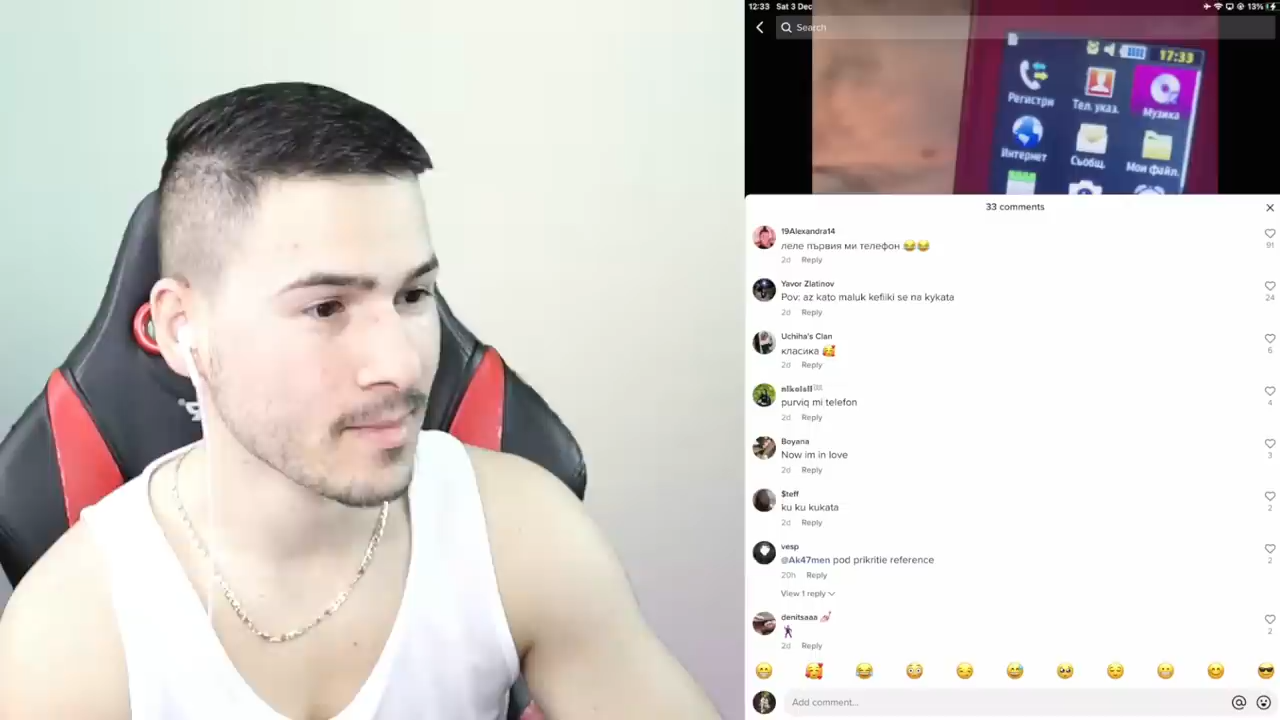 12:33 Sat 3 Dec
13%
Search
17:33
Регистри
Тел. указ.
Музика
Интернет
Съобщ.
Мои файл.
33 comments
19Alexandra14
леле първия ми телефон 😂😂
91
2d Reply
Yavor Zlatinov
Pov: az kato maluk kefiiki se na kykata
24
2d Reply
Uchiha's Clan
класика 🥰
6
2d Reply
purviq mi telefon
4
2d Reply
Boyana
Now im in love
3
2d Reply
$teff
ku ku kukata
2
2d Reply
vesp
@Ak47men pod prikritie reference
2
20h Reply
View 1 reply
denitsaaa 💅
2
2d Reply
Add comment...